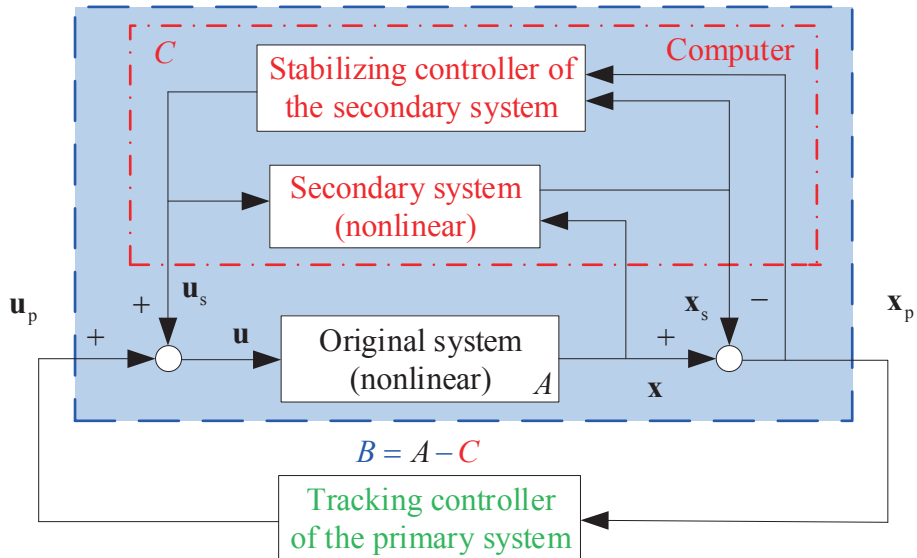 C
Computer
Stabilizing controller of
the secondary system
Secondary system
(nonlinear)
u_p
+
+
u_s
u
Original system
(nonlinear)
A
x_s
−
+
x
x_p
B = A − C
Tracking controller
of the primary system